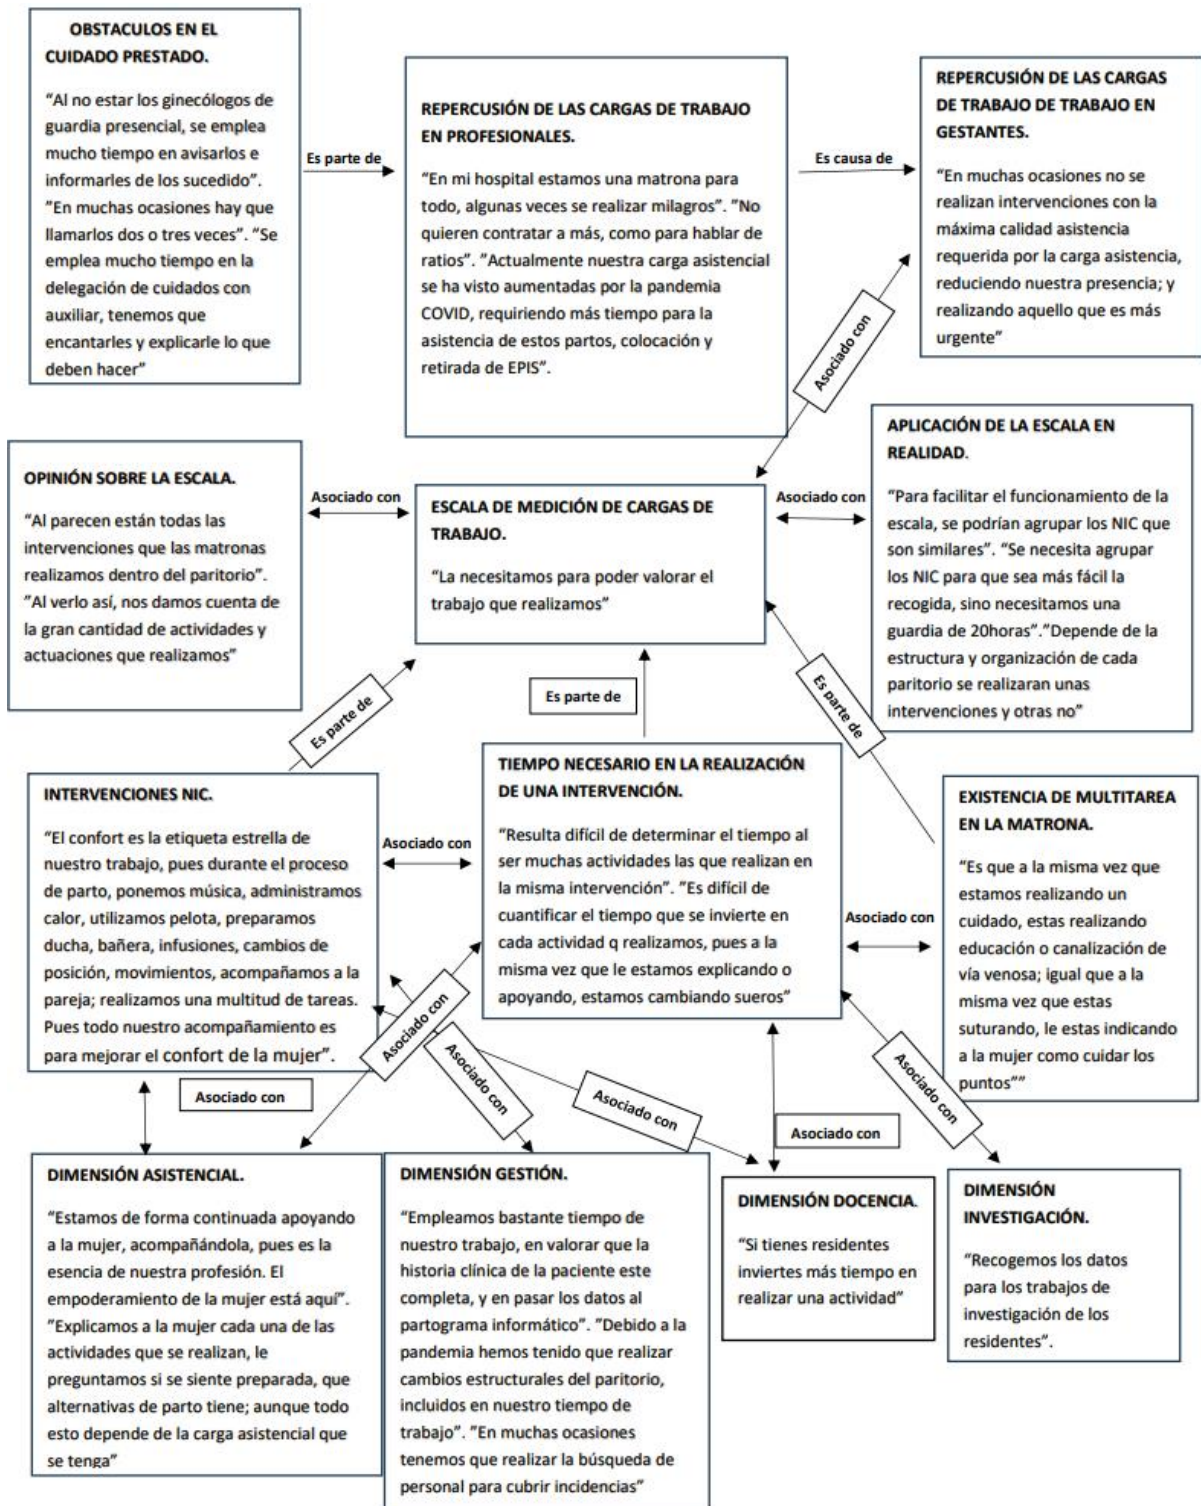 OBSTACULOS EN EL
CUIDADO PRESTADO.
“Al no estar los ginecólogos de
guardia presencial, se emplea
mucho tiempo en avisarlos e
informarles de los sucedido”.
”En muchas ocasiones hay que
llamarlos dos o tres veces”. “Se
emplea mucho tiempo en la
delegación de cuidados con
auxiliar, tenemos que
encantarles y explicarle lo que
deben hacer”
Es parte de
REPERCUSIÓN DE LAS CARGAS DE TRABAJO
EN PROFESIONALES.
“En mi hospital estamos una matrona para
todo, algunas veces se realizar milagros”. “No
quieren contratar a más, como para hablar de
ratios”. ”Actualmente nuestra carga asistencial
se ha visto aumentadas por la pandemia
COVID, requiriendo más tiempo para la
asistencia de estos partos, colocación y
retirada de EPIS”.
Es causa de
REPERCUSIÓN DE LAS CARGAS
DE TRABAJO DE TRABAJO EN
GESTANTES.
“En muchas ocasiones no se
realizan intervenciones con la
máxima calidad asistencia
requerida por la carga asistencia,
reduciendo nuestra presencia; y
realizando aquello que es más
urgente”
Asociado con
OPINIÓN SOBRE LA ESCALA.
“Al parecen están todas las
intervenciones que las matronas
realizamos dentro del paritorio”.
”Al verlo así, nos damos cuenta de
la gran cantidad de actividades y
actuaciones que realizamos”
Asociado con
ESCALA DE MEDICIÓN DE CARGAS DE
TRABAJO.
“La necesitamos para poder valorar el
trabajo que realizamos”
Asociado con
APLICACIÓN DE LA ESCALA EN
REALIDAD.
“Para facilitar el funcionamiento de la
escala, se podrían agrupar los NIC que
son similares”. “Se necesita agrupar
los NIC para que sea más fácil la
recogida, sino necesitamos una
guardia de 20horas”.”Depende de la
estructura y organización de cada
paritorio se realizaran unas
intervenciones y otras no”
Es parte de
Es parte de
Es parte de
INTERVENCIONES NIC.
“El confort es la etiqueta estrella de
nuestro trabajo, pues durante el proceso
de parto, ponemos música, administramos
calor, utilizamos pelota, preparamos
ducha, bañera, infusiones, cambios de
posición, movimientos, acompañamos a la
pareja; realizamos una multitud de tareas.
Pues todo nuestro acompañamiento es
para mejorar el confort de la mujer”.
Asociado con
TIEMPO NECESARIO EN LA REALIZACIÓN
DE UNA INTERVENCIÓN.
“Resulta difícil de determinar el tiempo al
ser muchas actividades las que realizan en
la misma intervención”. “Es difícil de
cuantificar el tiempo que se invierte en
cada actividad q realizamos, pues a la
misma vez que le estamos explicando o
apoyando, estamos cambiando sueros”
Asociado con
EXISTENCIA DE MULTITAREA
EN LA MATRONA.
“Es que a la misma vez que
estamos realizando un
cuidado, estas realizando
educación o canalización de
vía venosa; igual que a la
misma vez que estas
suturando, le estas indicando
a la mujer como cuidar los
puntos””
Asociado con
Asociado con
Asociado con
Asociado con
Asociado con
Asociado con
DIMENSIÓN ASISTENCIAL.
“Estamos de forma continuada apoyando
a la mujer, acompañándola, pues es la
esencia de nuestra profesión. El
empoderamiento de la mujer está aquí”.
“Explicamos a la mujer cada una de las
actividades que se realizan, le
preguntamos si se siente preparada, que
alternativas de parto tiene; aunque todo
esto depende de la carga asistencial que
se tenga”
DIMENSIÓN GESTIÓN.
“Empleamos bastante tiempo de
nuestro trabajo, en valorar que la
historia clínica de la paciente este
completa, y en pasar los datos al
partograma informático”. “Debido a la
pandemia hemos tenido que realizar
cambios estructurales del paritorio,
incluidos en nuestro tiempo de
trabajo”. “En muchas ocasiones
tenemos que realizar la búsqueda de
personal para cubrir incidencias”
DIMENSIÓN DOCENCIA.
“Si tienes residentes
inviertes más tiempo en
realizar una actividad”
DIMENSIÓN
INVESTIGACIÓN.
“Recogemos los datos
para los trabajos de
investigación de los
residentes”.